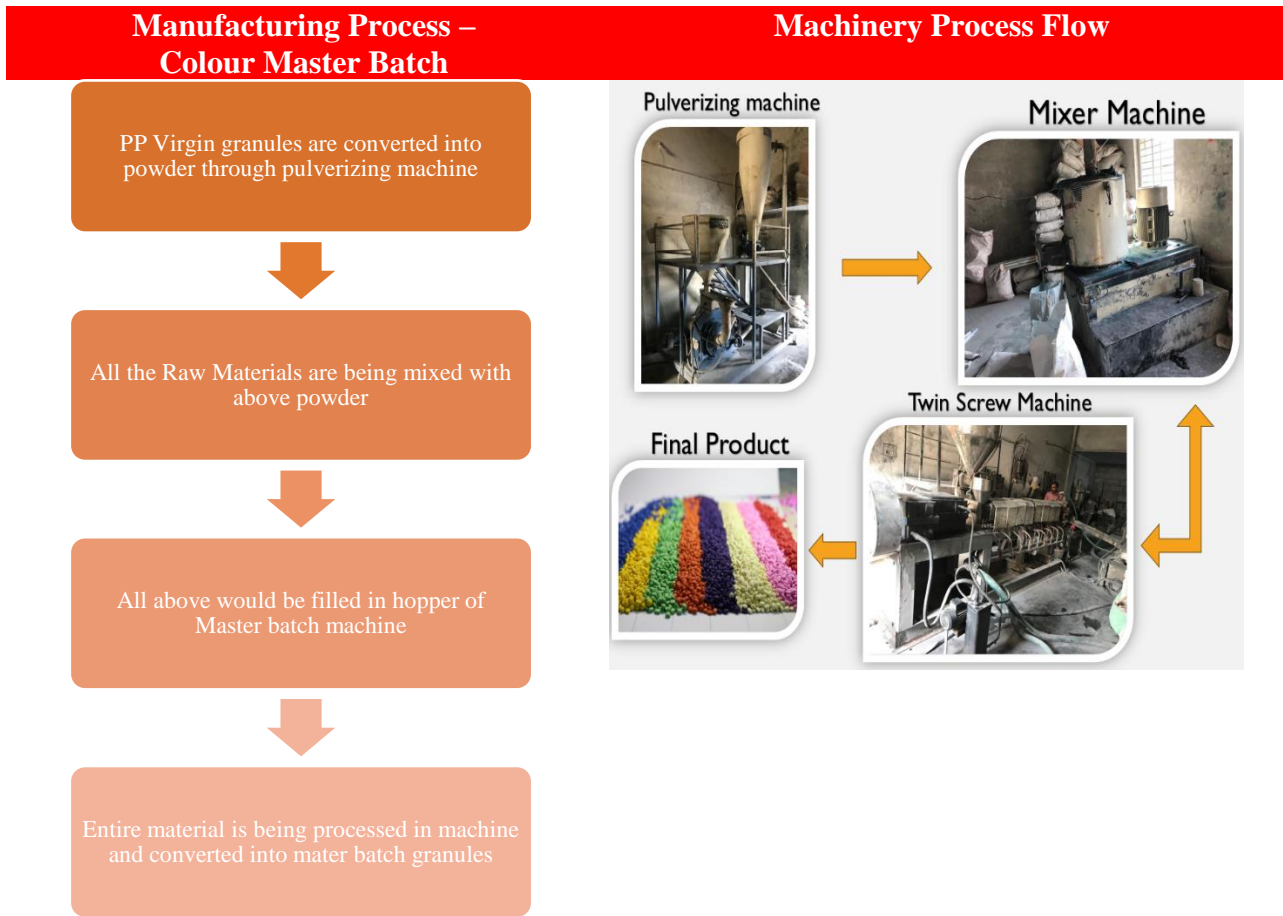 Manufacturing Process –
Colour Master Batch
Machinery Process Flow
PP Virgin granules are converted into
powder through pulverizing machine
All the Raw Materials are being mixed with
above powder
All above would be filled in hopper of
Master batch machine
Entire material is being processed in machine
and converted into mater batch granules
Pulverizing machine
Mixer Machine
Twin Screw Machine
Final Product